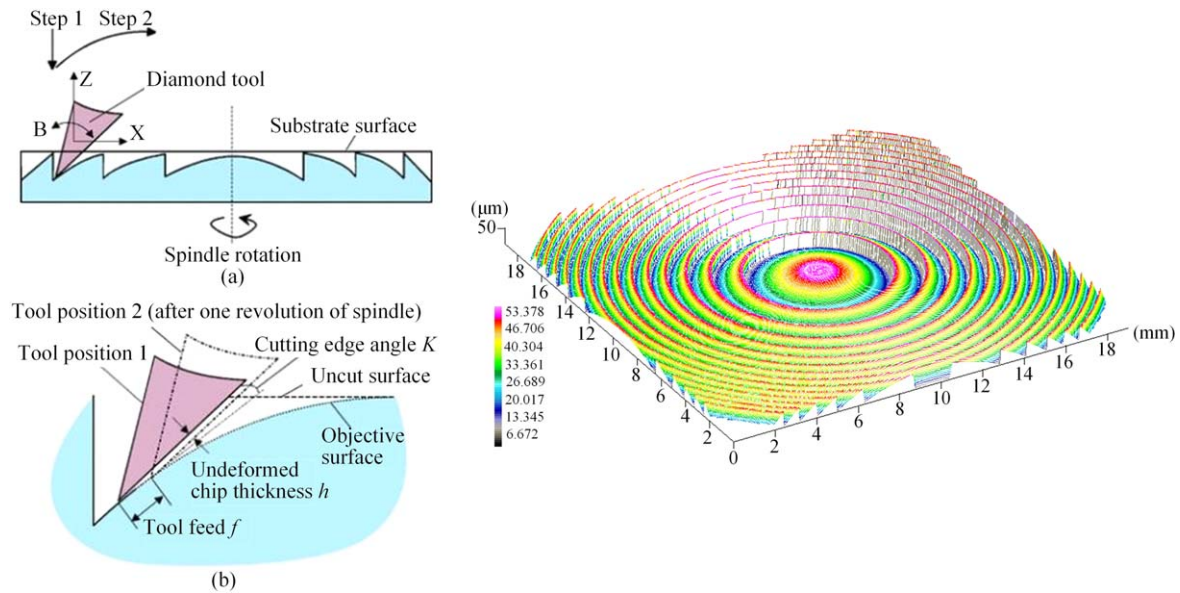 Step 1 Step 2
Z
Diamond tool
B
X
Substrate surface
Spindle rotation
(a)
Tool position 2 (after one revolution of spindle)
Tool position 1
Cutting edge angle K
Uncut surface
Objective
surface
Undeformed
chip thickness h
Tool feed f
(b)
(μm)
50
18
16
14
12
10
8
6
4
2
0
2
4
6
8
10
12
14
16
18
(mm)
53.378
46.706
40.304
33.361
26.689
20.017
13.345
6.672